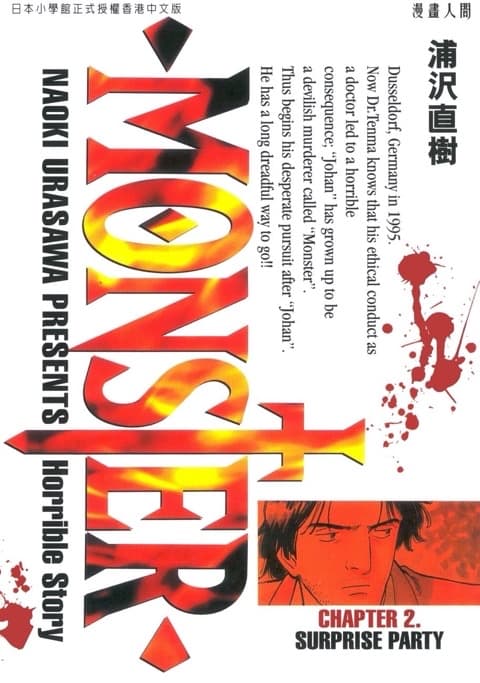 日本小學館正式授權香港中文版
漫畫人間
浦沢直樹
Dusseldorf, Germany in 1995.
Now Dr.Tenma knows that his ethical conduct as
a doctor led to a horrible
consequence; "Johan" has grown up to be
a devilish murderer called "Monster".
Thus begins his desperate pursuit after "Johan".
He has a long dreadful way to go!!
MONSTER
NAOKI URASAWA PRESENTS Horrible Story
CHAPTER 2.
SURPRISE PARTY